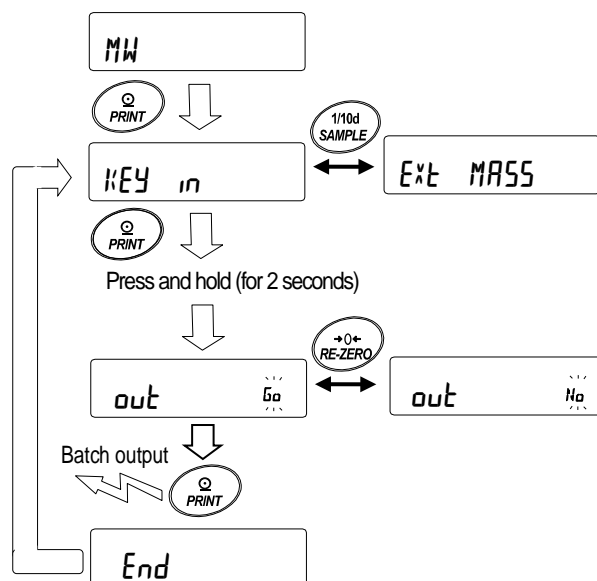 MW
PRINT
1/10d
SAMPLE
KEY in
Ext MASS
PRINT
Press and hold (for 2 seconds)
→0←
RE-ZERO
out Go
out No
Batch output
PRINT
End